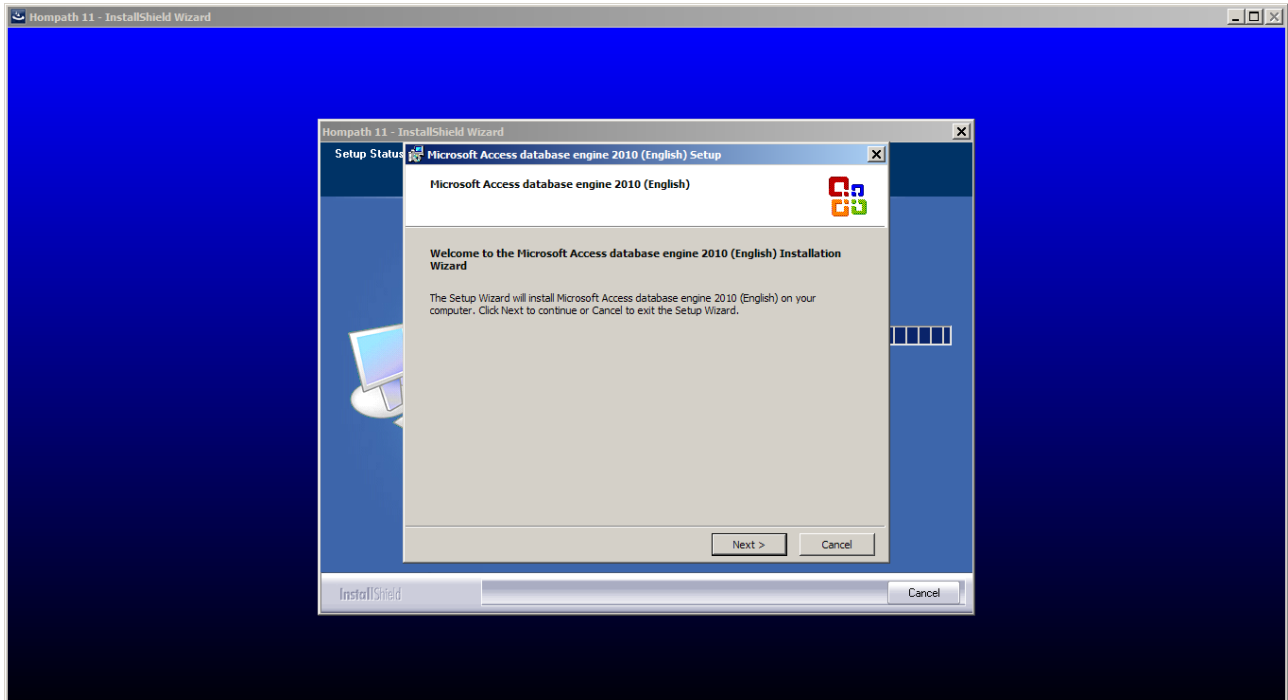 Hompath 11 - InstallShield Wizard
Hompath 11 - InstallShield Wizard
Setup Status
Microsoft Access database engine 2010 (English) Setup
Microsoft Access database engine 2010 (English)
Welcome to the Microsoft Access database engine 2010 (English) Installation
Wizard
The Setup Wizard will install Microsoft Access database engine 2010 (English) on your
computer. Click Next to continue or Cancel to exit the Setup Wizard.
Next >
Cancel
InstallShield
Cancel